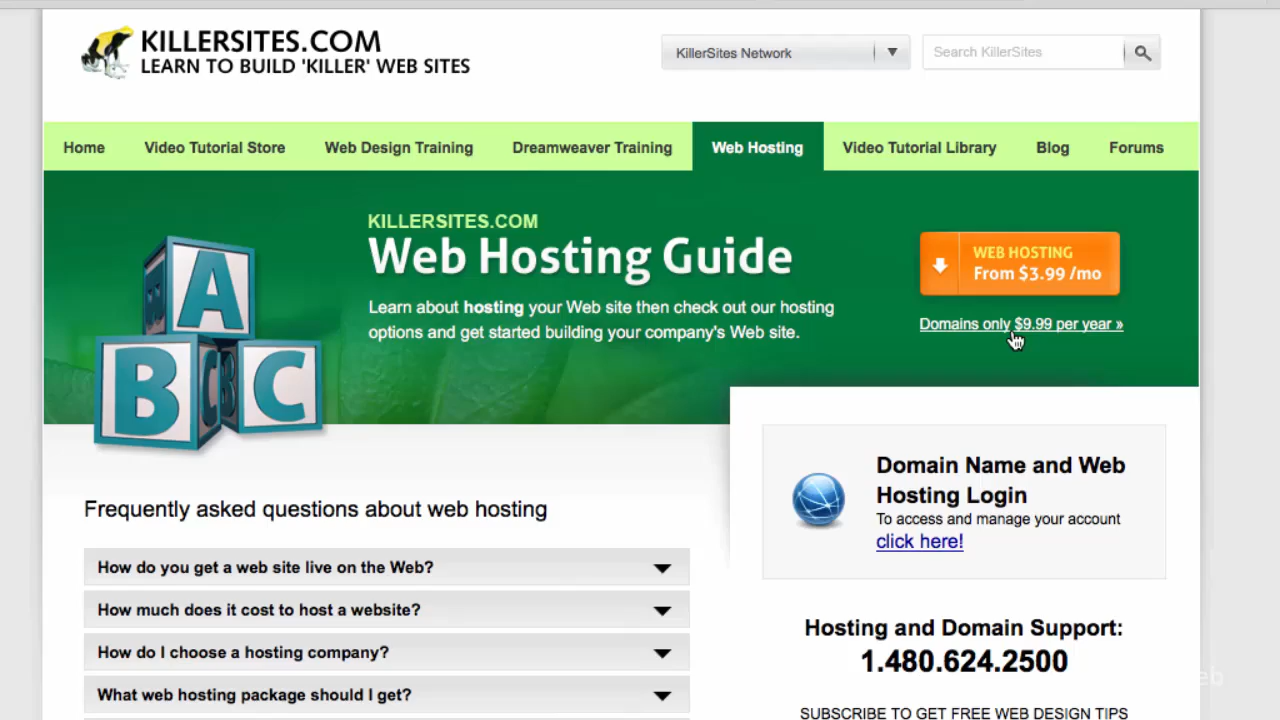 KILLERSITES.COM
LEARN TO BUILD 'KILLER' WEB SITES
KillerSites Network
Search KillerSites
Home
Video Tutorial Store
Web Design Training
Dreamweaver Training
Web Hosting
Video Tutorial Library
Blog
Forums
KILLERSITES.COM
Web Hosting Guide
Learn about hosting your Web site then check out our hosting
options and get started building your company's Web site.
WEB HOSTING
From $3.99 /mo
Domains only $9.99 per year »
A
B
C
Domain Name and Web
Hosting Login
To access and manage your account
click here!
Frequently asked questions about web hosting
How do you get a web site live on the Web?
How much does it cost to host a website?
How do I choose a hosting company?
What web hosting package should I get?
Hosting and Domain Support:
1.480.624.2500
SUBSCRIBE TO GET FREE WEB DESIGN TIPS